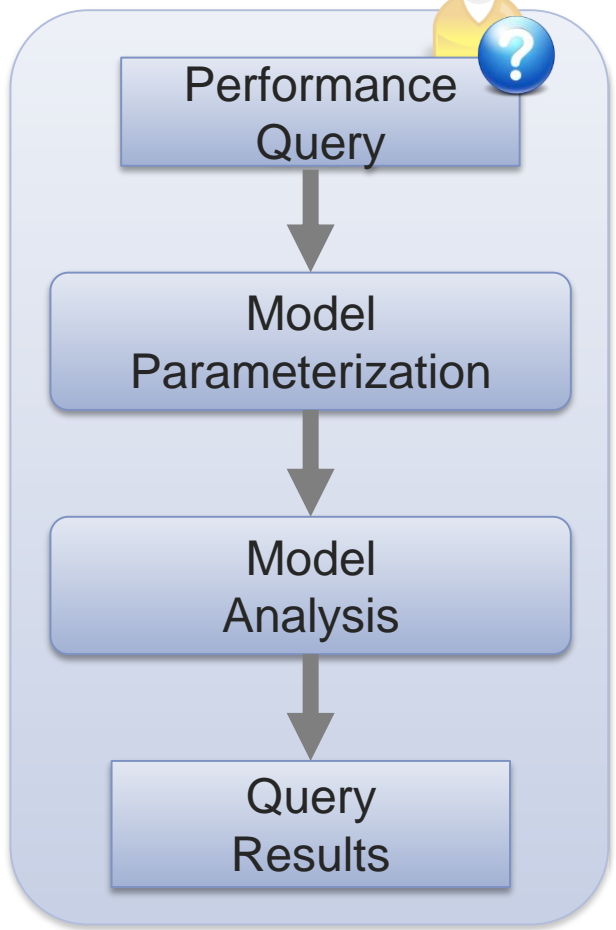 ?
Performance
Query
Model
Parameterization
Model
Analysis
Query
Results